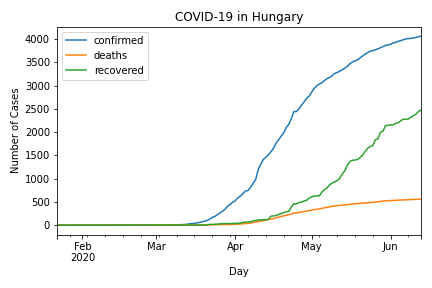 COVID-19 in Hungary
confirmed
deaths
recovered
Number of Cases
4000
3500
3000
2500
2000
1500
1000
500
0
Feb Mar Apr May Jun
2020
Day